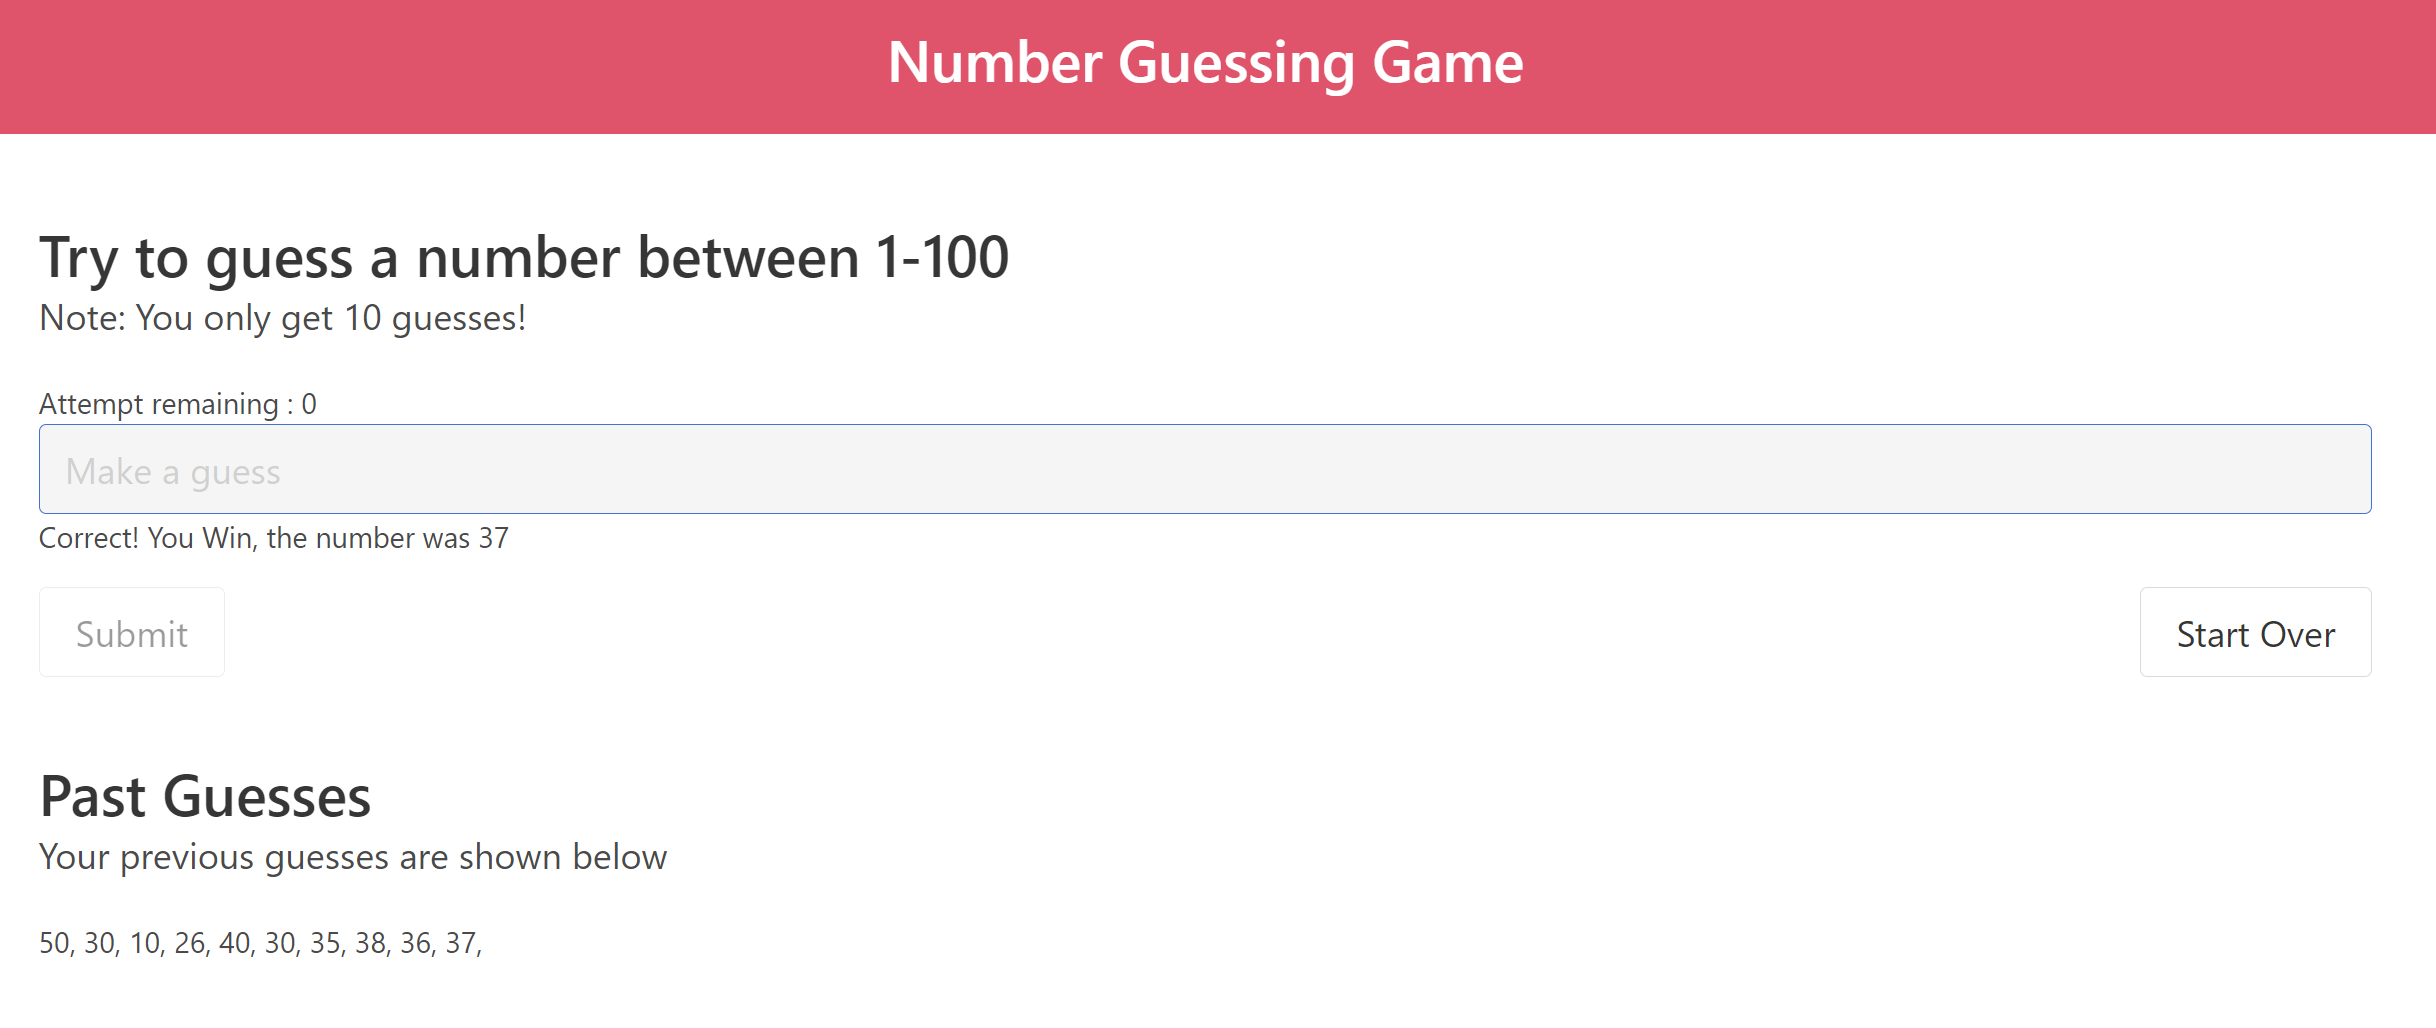 Number Guessing Game
Try to guess a number between 1-100
Note: You only get 10 guesses!
Attempt remaining : 0
Make a guess
Correct! You Win, the number was 37
Submit
Start Over
Past Guesses
Your previous guesses are shown below
50, 30, 10, 26, 40, 30, 35, 38, 36, 37,